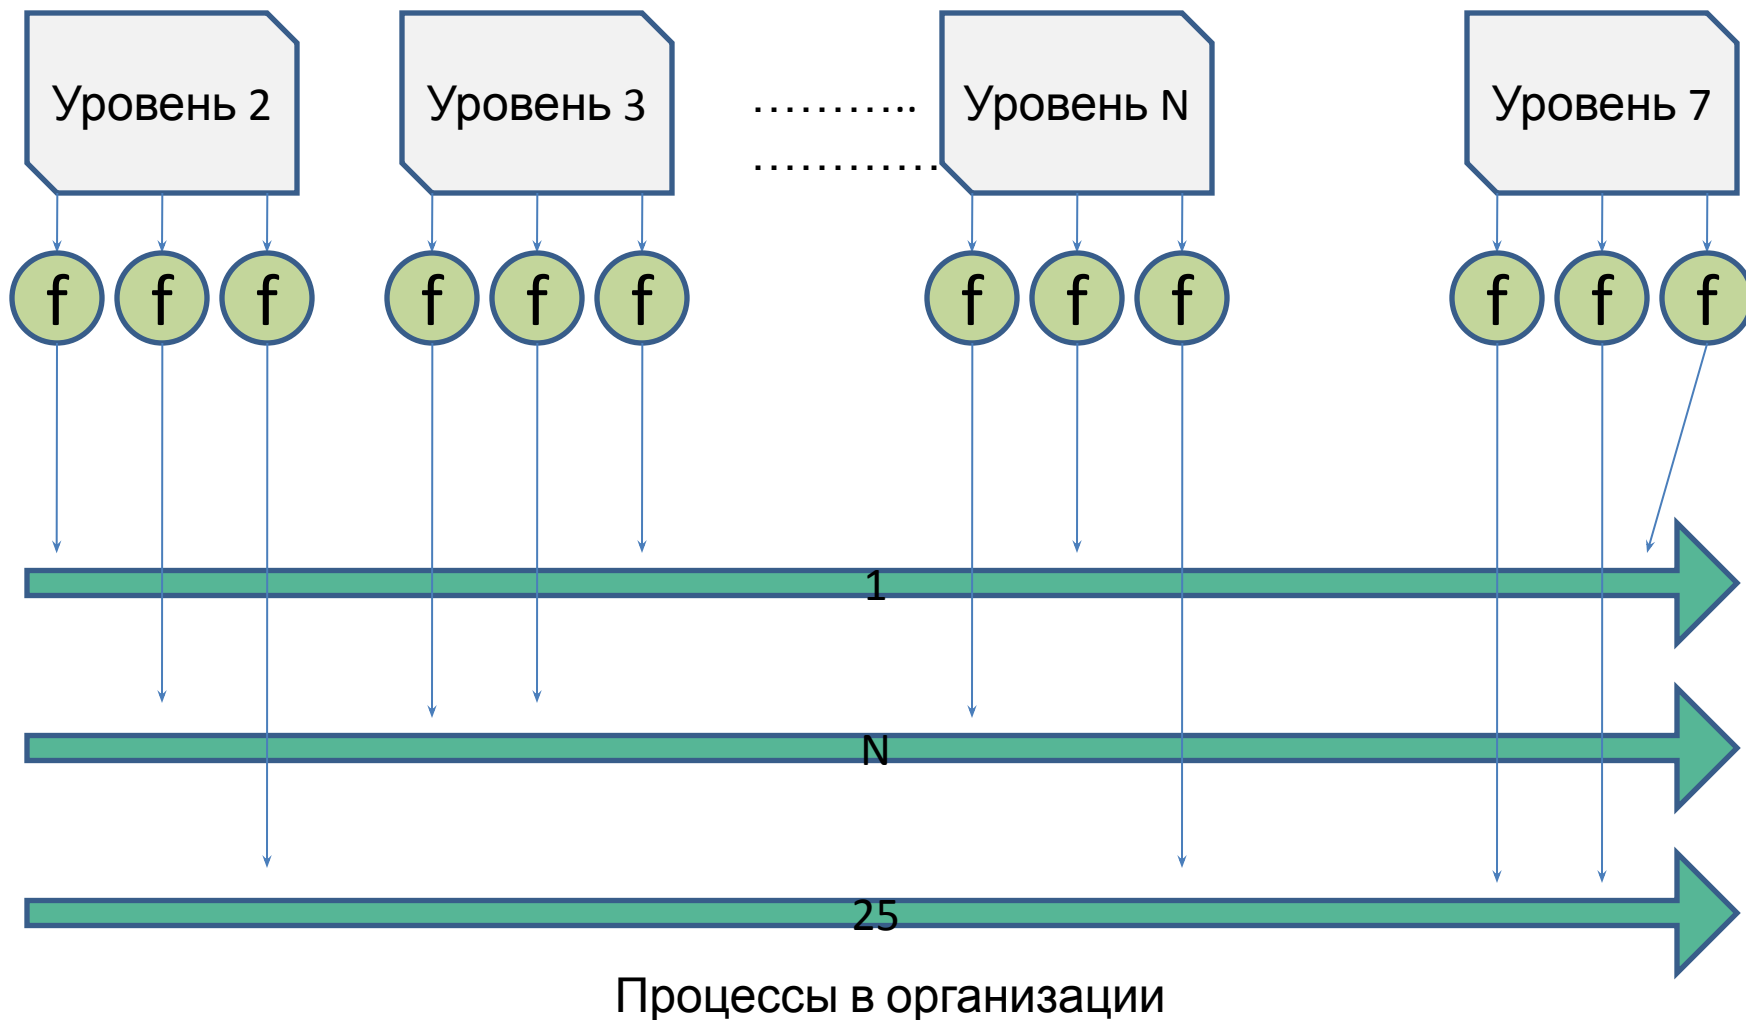 Уровень 2
Уровень 3
………..
…………
Уровень N
Уровень 7
f f f f f f f f f f f f
1
N
25
Процессы в организации